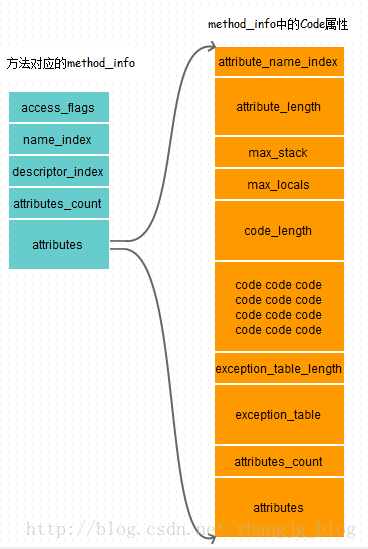 method_info中的Code属性
方法对应的method_info
access_flags
name_index
descriptor_index
attributes_count
attributes
attribute_name_index
attribute_length
max_stack
max_locals
code_length
code code code
code code code
code code code
code code code
exception_table_length
exception_table
attributes_count
attributes
http://blog.csdn.net/zhangjg_blog